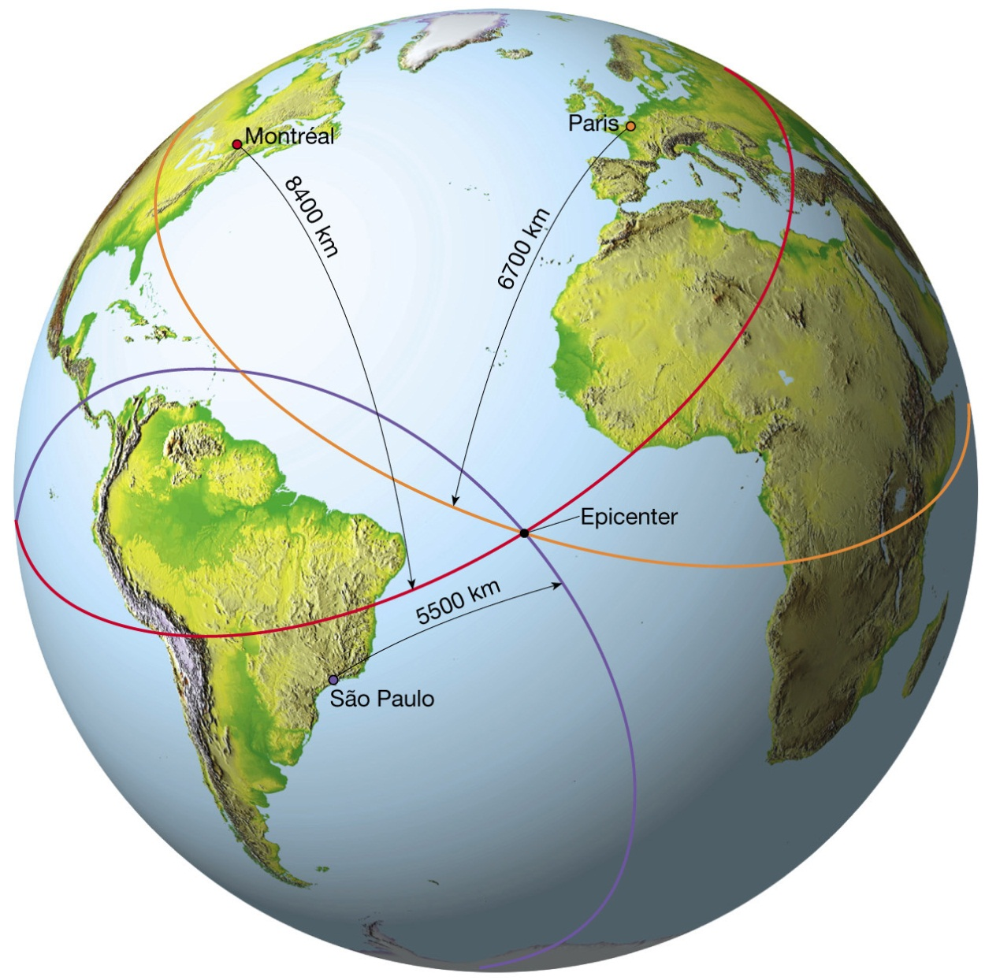 Paris
Montréal
8400 km
6700 km
Epicenter
5500 km
São Paulo